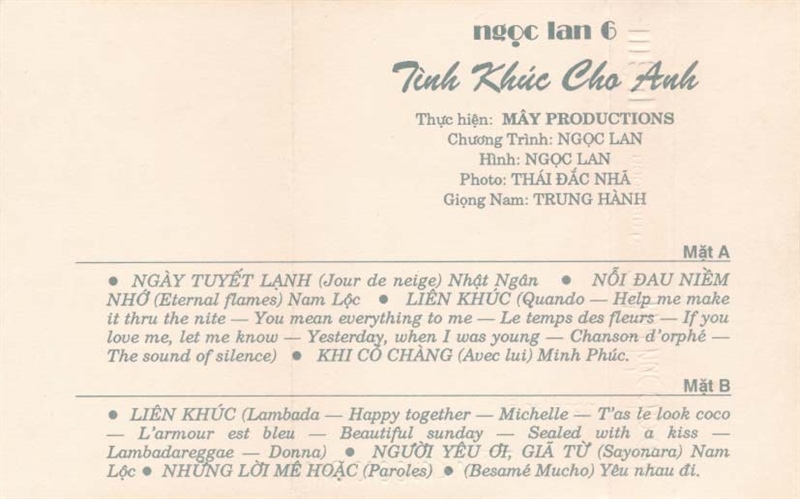 ngọc lan 6
Tình Khúc Cho Anh
Thực hiện: MÂY PRODUCTIONS
Chương Trình: NGỌC LAN
Hình: NGỌC LAN
Photo: THÁI ĐẮC NHÃ
Giọng Nam: TRUNG HÀNH
Mặt A
● NGÀY TUYẾT LẠNH (Jour de neige) Nhật Ngân ● NỖI ĐAU NIỀM
NHỚ (Eternal flames) Nam Lộc ● LIÊN KHÚC (Quando — Help me make
it thru the nite — You mean everything to me — Le temps des fleurs — If you
love me, let me know — Yesterday, when I was young — Chanson d'orphé —
The sound of silence) ● KHI CÓ CHÀNG (Avec lui) Minh Phúc.
Mặt B
● LIÊN KHÚC (Lambada — Happy together — Michelle — T'as le look coco
— L'armour est bleu — Beautiful sunday — Sealed with a kiss —
Lambadareggae — Donna) ● NGƯỜI YÊU ƠI, GIÃ TỪ (Sayonara) Nam
Lộc ● NHỮNG LỜI MÊ HOẶC (Paroles) ● (Besamé Mucho) Yêu nhau đi.